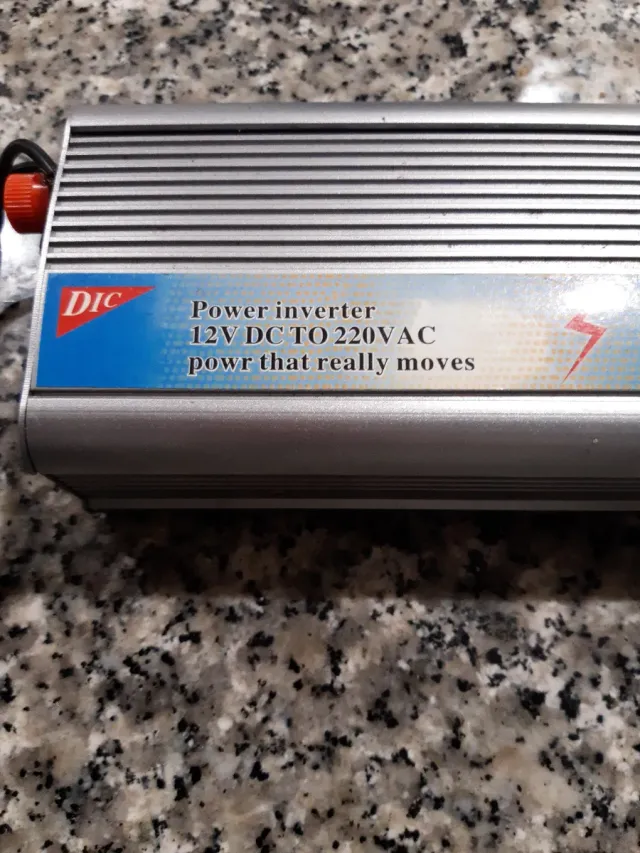 DIC
Power inverter
12V DC TO 220VAC
powr that really moves